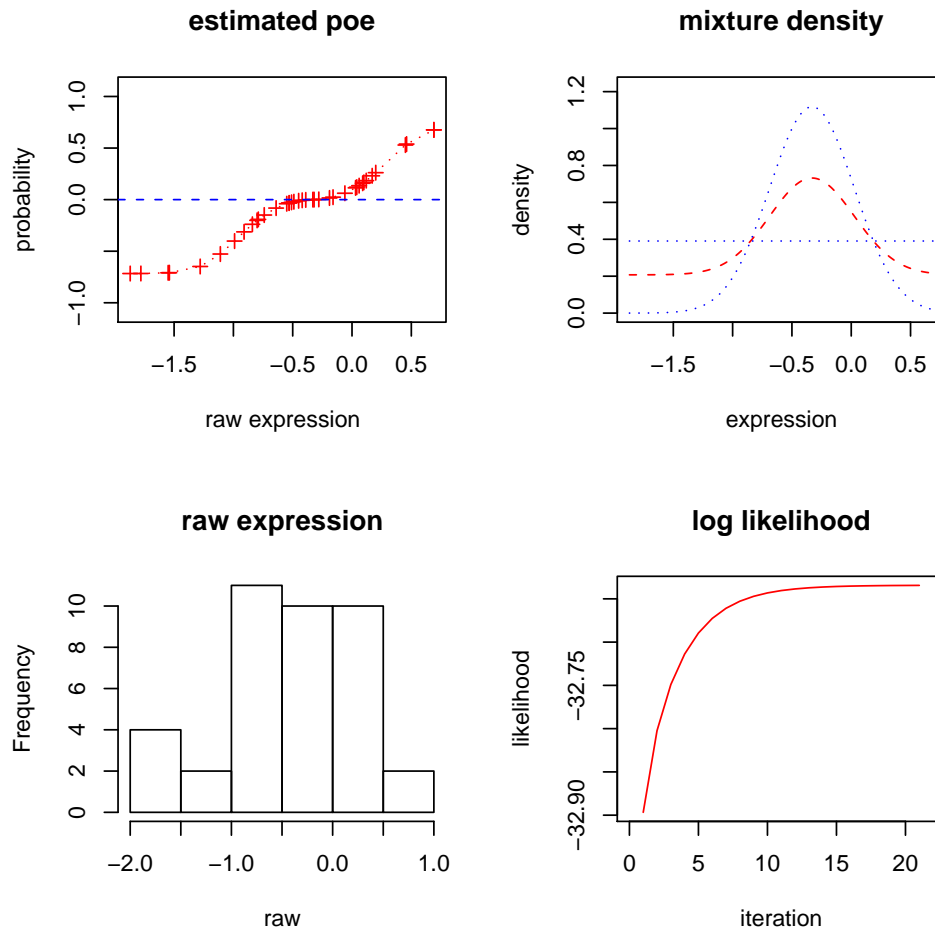 estimated poe
probability
−1.0
0.0
0.5
1.0
−1.5
−0.5
0.0
0.5
raw expression
mixture density
density
0.0
0.4
0.8
1.2
−1.5
−0.5
0.0
0.5
expression
raw expression
Frequency
0
2
4
6
8
10
−2.0
−1.0
0.0
1.0
raw
log likelihood
likelihood
−32.90
−32.75
0
5
10
15
20
iteration